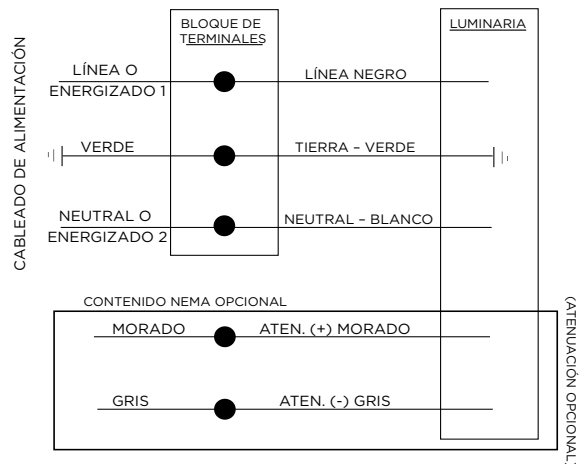 BLOQUE DE
TERMINALES
LUMINARIA
CABLEADO DE ALIMENTACIÓN
LÍNEA O
ENERGIZADO 1
LÍNEA NEGRO
VERDE
TIERRA – VERDE
NEUTRAL O
ENERGIZADO 2
NEUTRAL – BLANCO
CONTENIDO NEMA OPCIONAL
MORADO
ATEN. (+) MORADO
GRIS
ATEN. (-) GRIS
(ATENUACIÓN OPCIONAL)